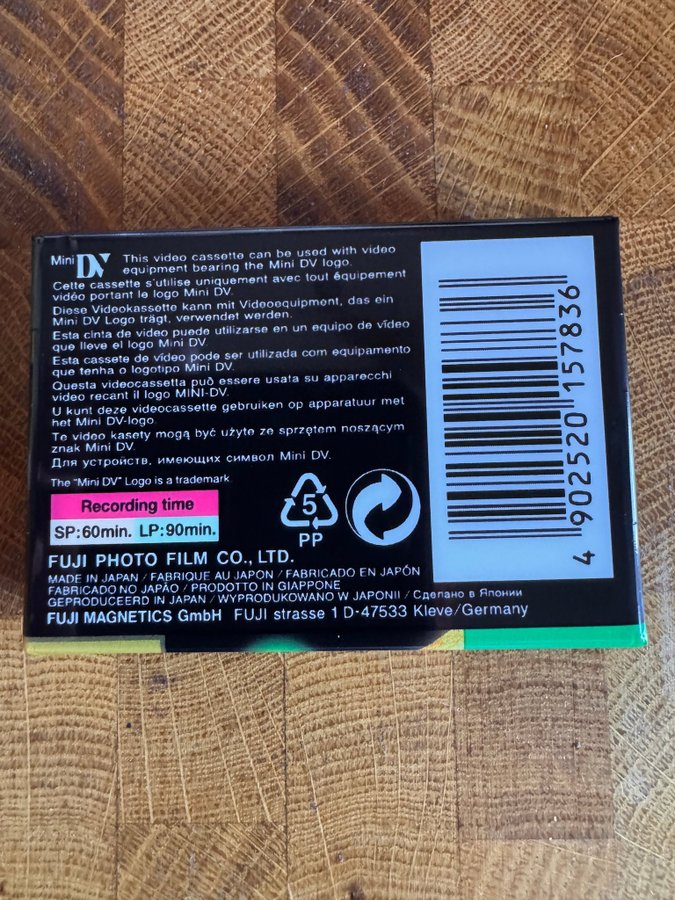 Mini DV This video cassette can be used with video
equipment bearing the Mini DV logo.
Cette cassette s'utilise uniquement avec tout équipement
vidéo portant le logo Mini DV.
Diese Videokassette kann mit Videoequipment, das ein
Mini DV Logo trägt, verwendet werden.
Esta cinta de video puede utilizarse en un equipo de vídeo
que lleve el logo Mini DV.
Esta cassete de vídeo pode ser utilizada com equipamento
que tenha o logotipo Mini DV.
Questa videocassetta può essere usata su apparecchi
video recant il logo MINI-DV.
U kunt deze videocassette gebruiken op apparatuur met
het Mini DV-logo.
Te video kasety mogą być użyte ze sprzętem noszącym
znak Mini DV.
Для устройств, имеющих символ Mini DV.
The "Mini DV" Logo is a trademark.
Recording time
SP:60min. LP:90min.
5
PP
FUJI PHOTO FILM CO., LTD.
MADE IN JAPAN / FABRIQUE AU JAPON / FABRICADO EN JAPÓN
FABRICADO NO JAPÃO / PRODOTTO IN GIAPPONE
GEPRODUCEERD IN JAPAN / WYPRODUKOWANO W JAPONII / Сделано в Японии
FUJI MAGNETICS GmbH FUJI strasse 1 D-47533 Kleve/Germany
4 902520 157836